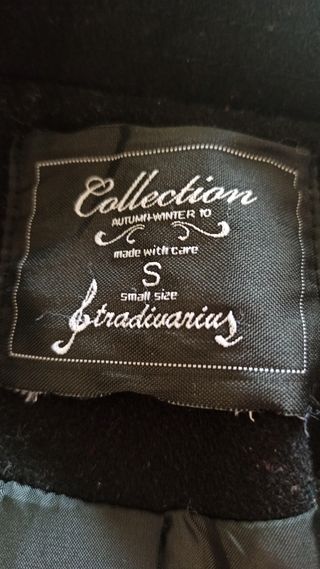 Collection
AUTUMN-WINTER 10
made with care
S
small size
Stradivarius